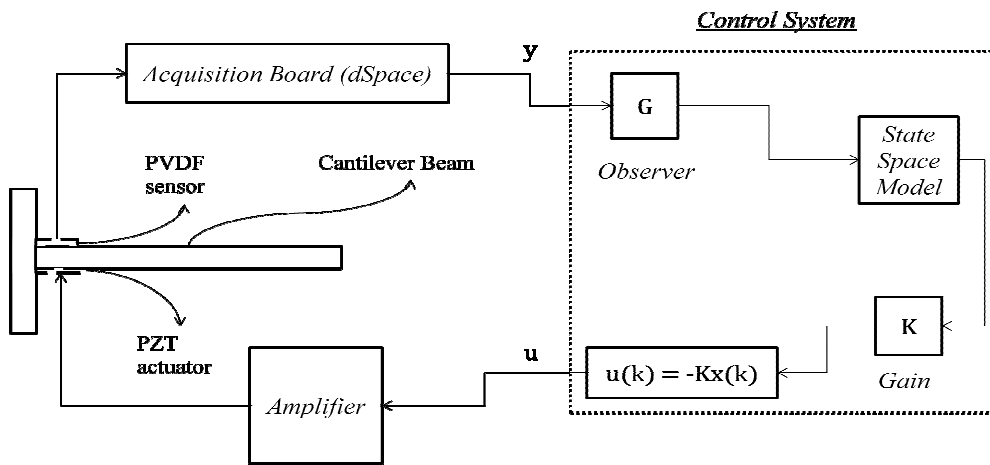 Control System
Acquisition Board (dSpace)
y
G
Observer
State
Space
Model
PVDF
sensor
Cantilever Beam
PZT
actuator
Amplifier
u
u(k) = -Kx(k)
K
Gain